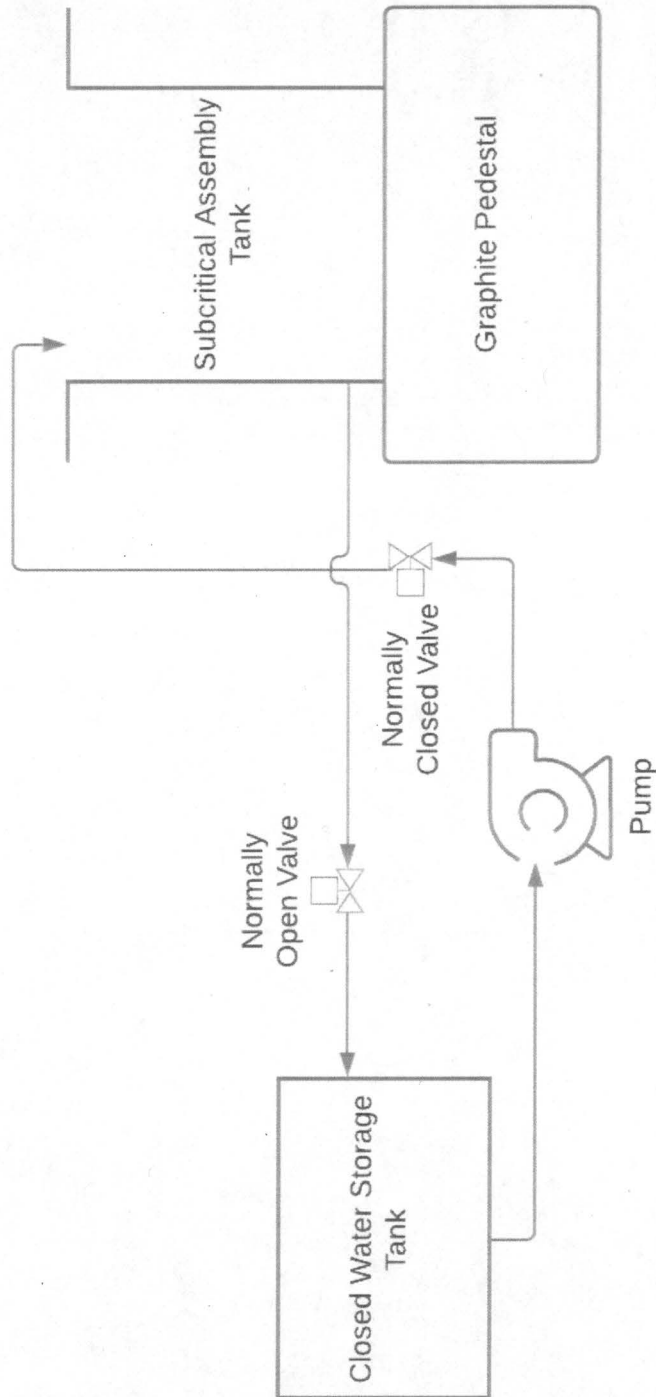 Subcritical Assembly
Tank
Graphite Pedestal
Normally
Closed Valve
Normally
Open Valve
Pump
Closed Water Storage
Tank